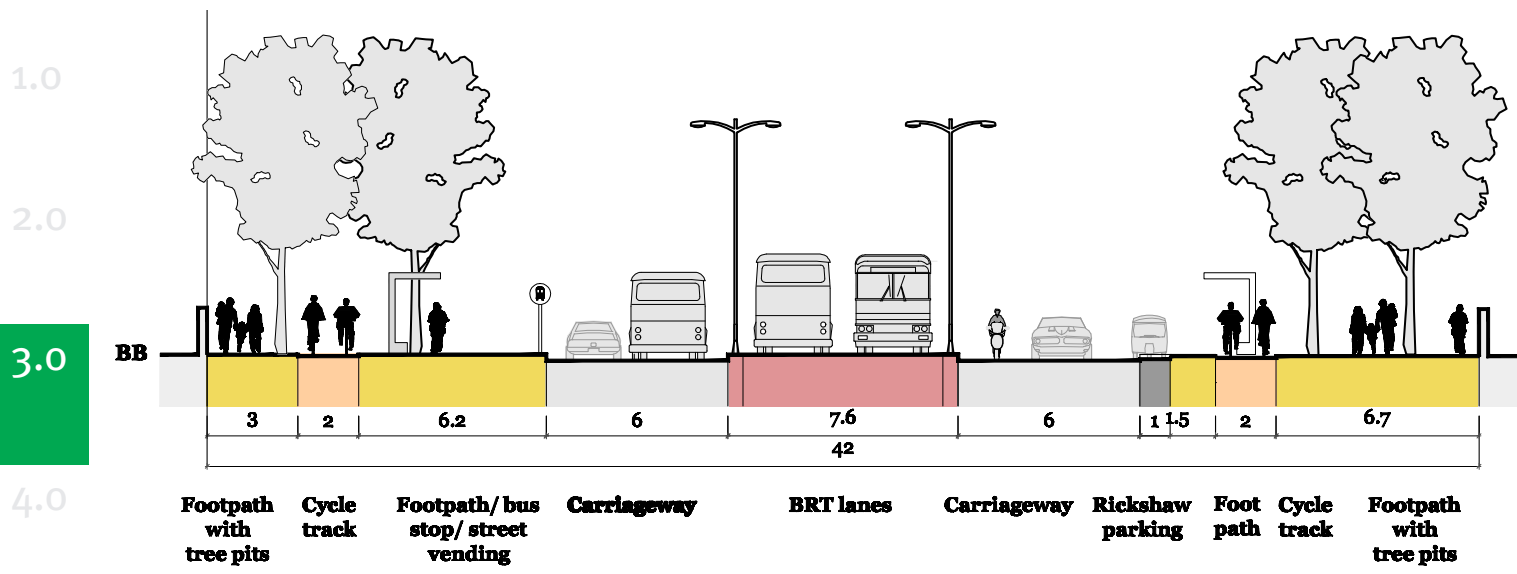 1.0
2.0
3.0
4.0
BB
3 2 6.2 6 7.6 6 1 1.5 2 6.7
42
Footpath with tree pits
Cycle track
Footpath/ bus stop/ street vending
Carriageway
BRT lanes
Carriageway
Rickshaw parking
Foot path
Cycle track
Footpath with tree pits